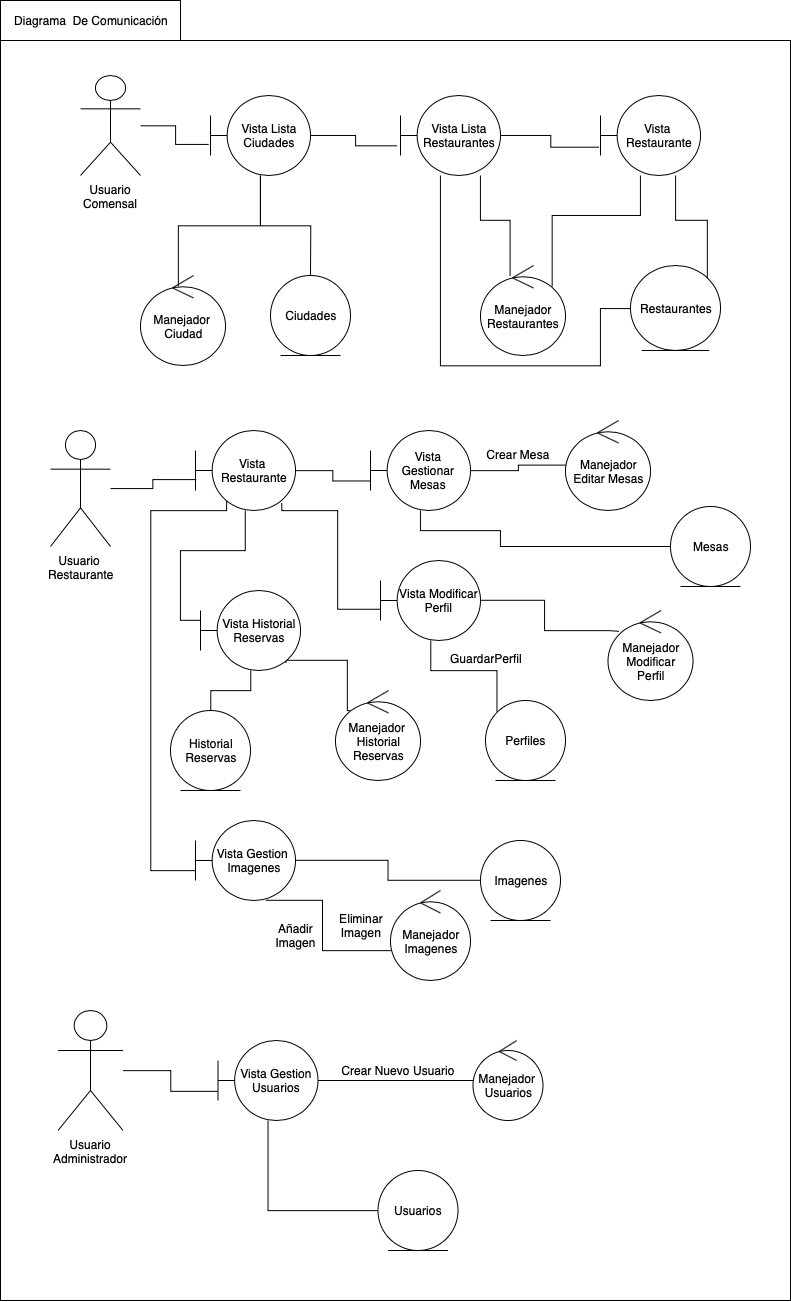 Diagrama  De Comunicación
Usuario
Comensal
Vista Lista
Ciudades
Vista Lista
Restaurantes
Vista
Restaurante
Manejador
Ciudad
Ciudades
Manejador
Restaurantes
Restaurantes
Usuario
Restaurante
Vista
Restaurante
Vista
Gestionar
Mesas
Crear Mesa
Manejador
Editar Mesas
Mesas
Vista Historial
Reservas
Vista Modificar
Perfil
Manejador
Modificar
Perfil
GuardarPerfil
Historial
Reservas
Manejador
Historial
Reservas
Perfiles
Vista Gestion
Imagenes
Imagenes
Añadir
Imagen
Eliminar
Imagen
Manejador
Imagenes
Usuario
Administrador
Vista Gestion
Usuarios
Crear Nuevo Usuario
Manejador
Usuarios
Usuarios